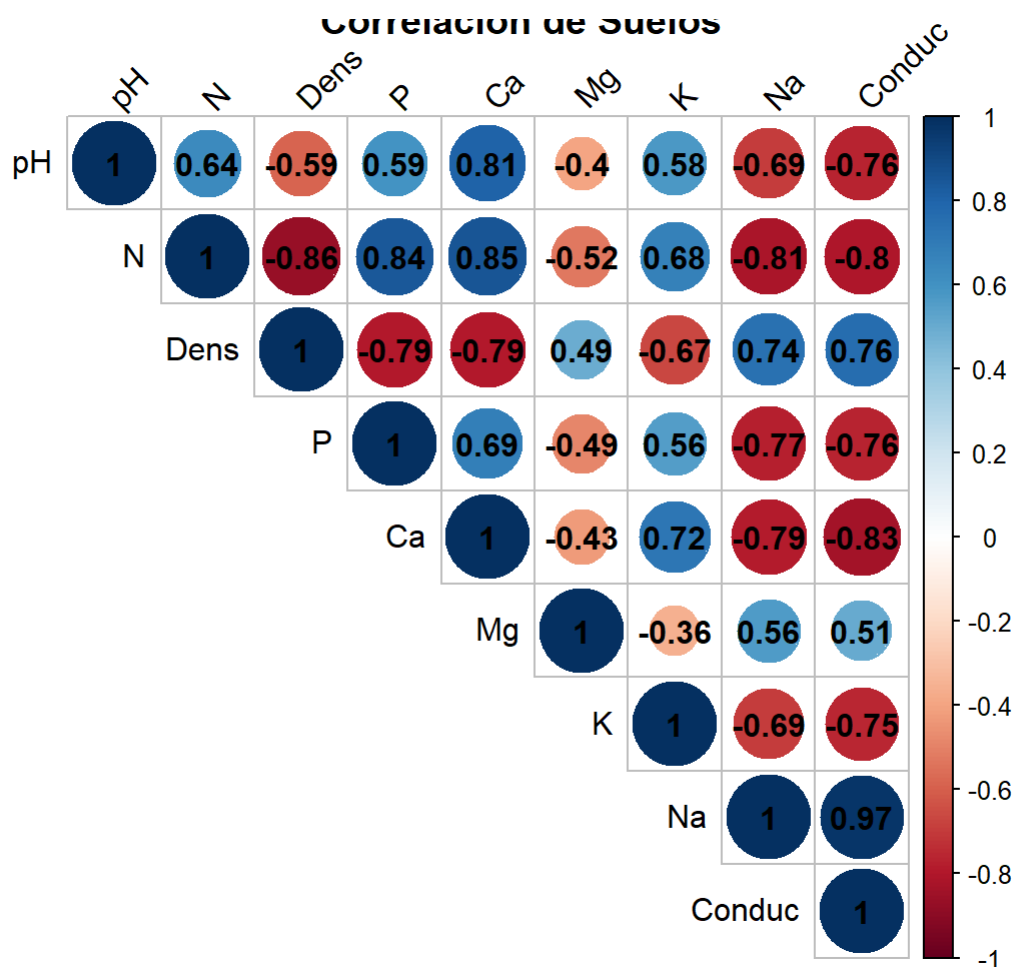 Correlación de Suelos
pH N Dens P Ca Mg K Na Conduc
pH 1 0.64 -0.59 0.59 0.81 -0.4 0.58 -0.69 -0.76
N 1 -0.86 0.84 0.85 -0.52 0.68 -0.81 -0.8
Dens 1 -0.79 -0.79 0.49 -0.67 0.74 0.76
P 1 0.69 -0.49 0.56 -0.77 -0.76
Ca 1 -0.43 0.72 -0.79 -0.83
Mg 1 -0.36 0.56 0.51
K 1 -0.69 -0.75
Na 1 0.97
Conduc 1
1
0.8
0.6
0.4
0.2
0
-0.2
-0.4
-0.6
-0.8
-1